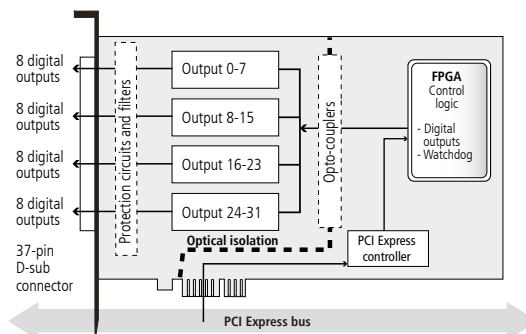 8 digital
outputs
8 digital
outputs
8 digital
outputs
8 digital
outputs
37-pin
D-sub
connector
Protection circuits and filters
Output 0-7
Output 8-15
Output 16-23
Output 24-31
Optical isolation
Opto-couplers
FPGA
Control
logic
- Digital
outputs
- Watchdog
PCI Express
controller
PCI Express bus